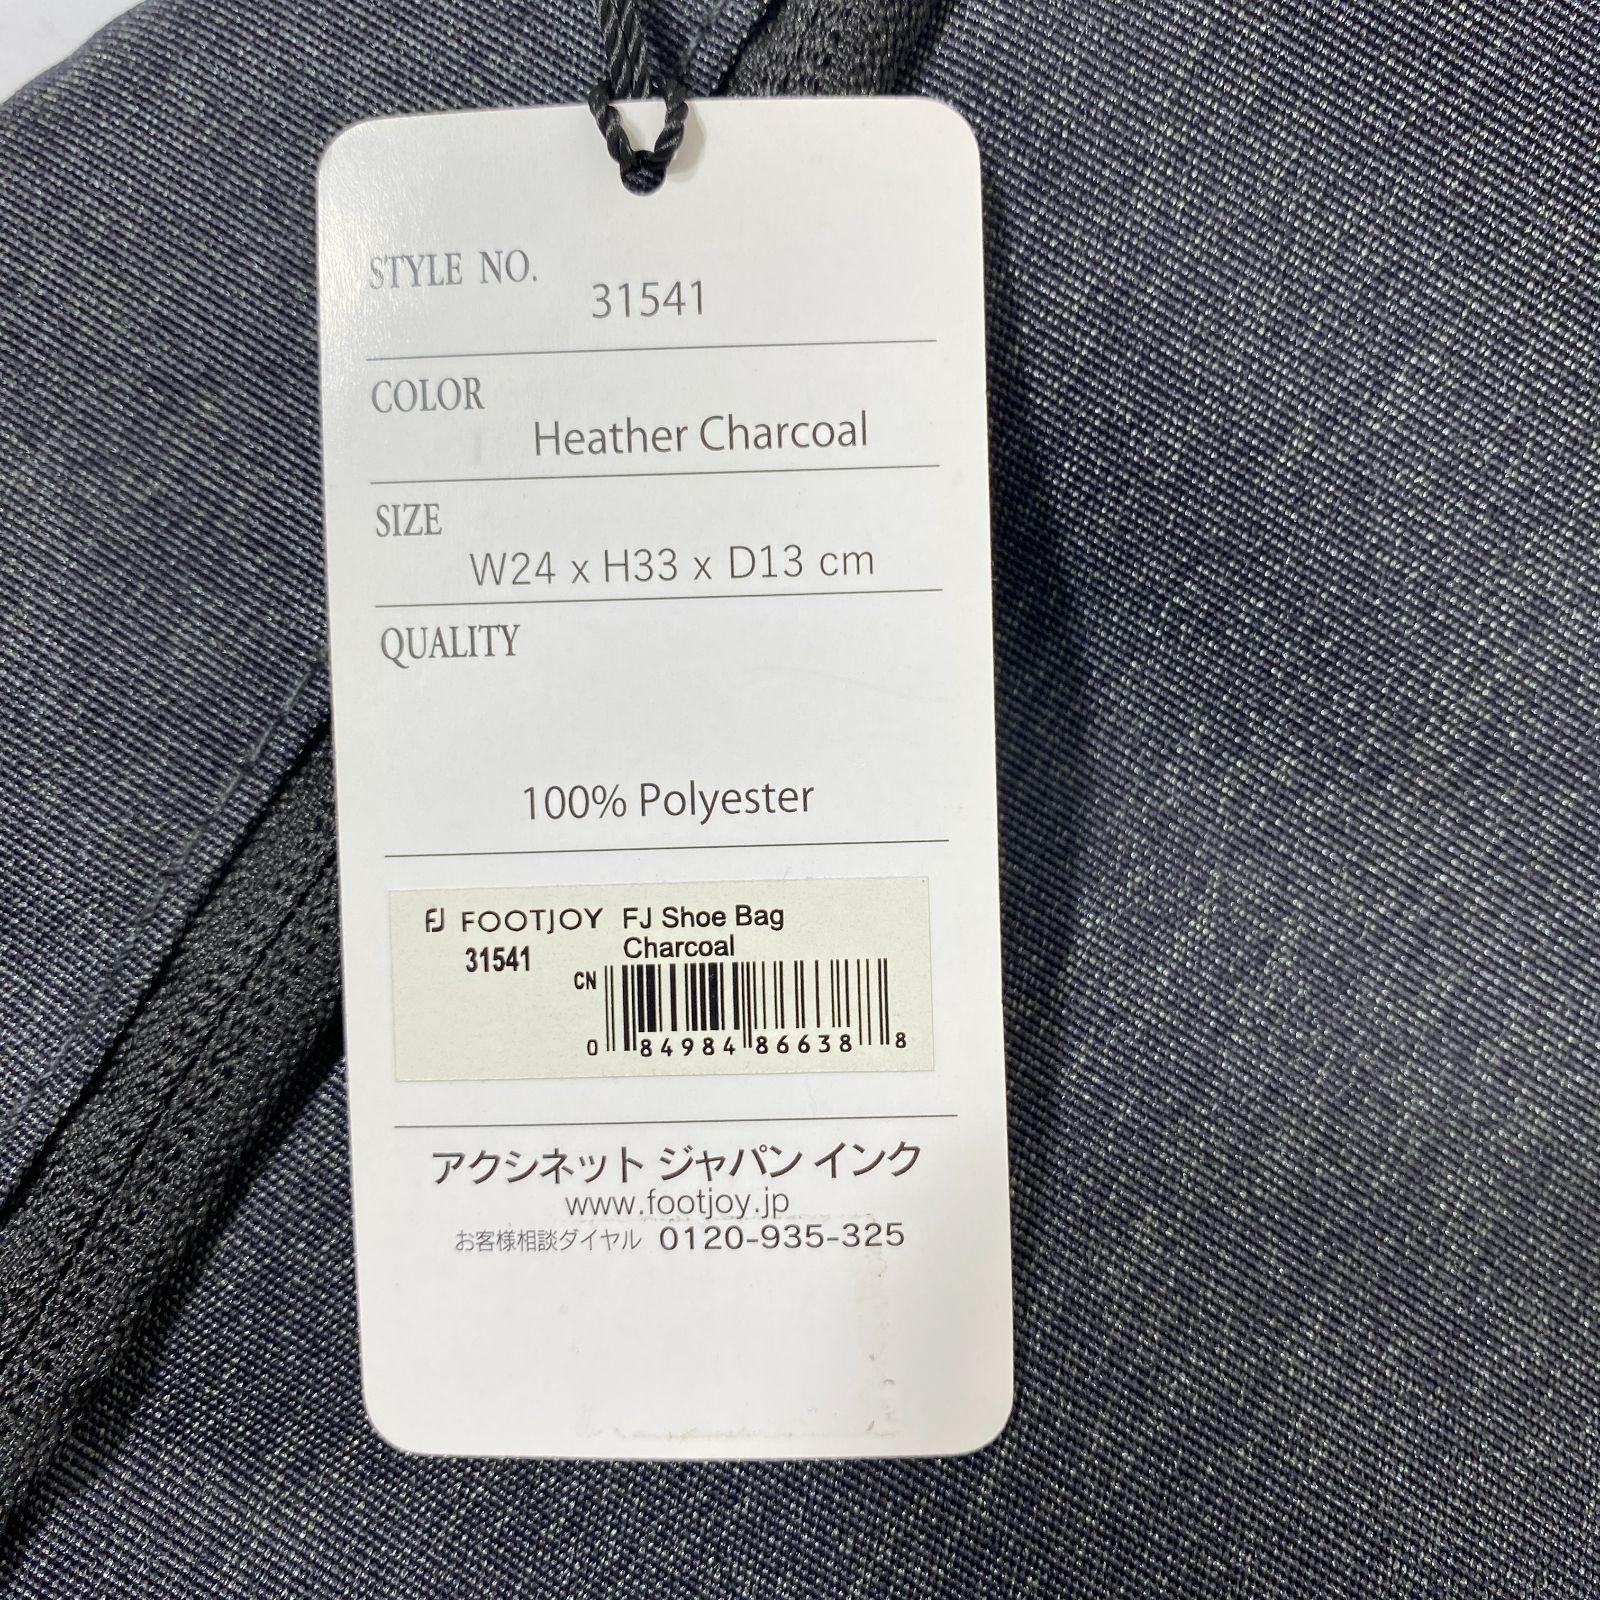 STYLE NO.
31541
COLOR
Heather Charcoal
SIZE
W24 x H33 x D13 cm
QUALITY
100% Polyester
FJ FOOTJOY FJ Shoe Bag
31541 Charcoal
CN
0 84984 86638 8
アクシネット ジャパン インク
www.footjoy.jp
お客様相談ダイヤル 0120-935-325